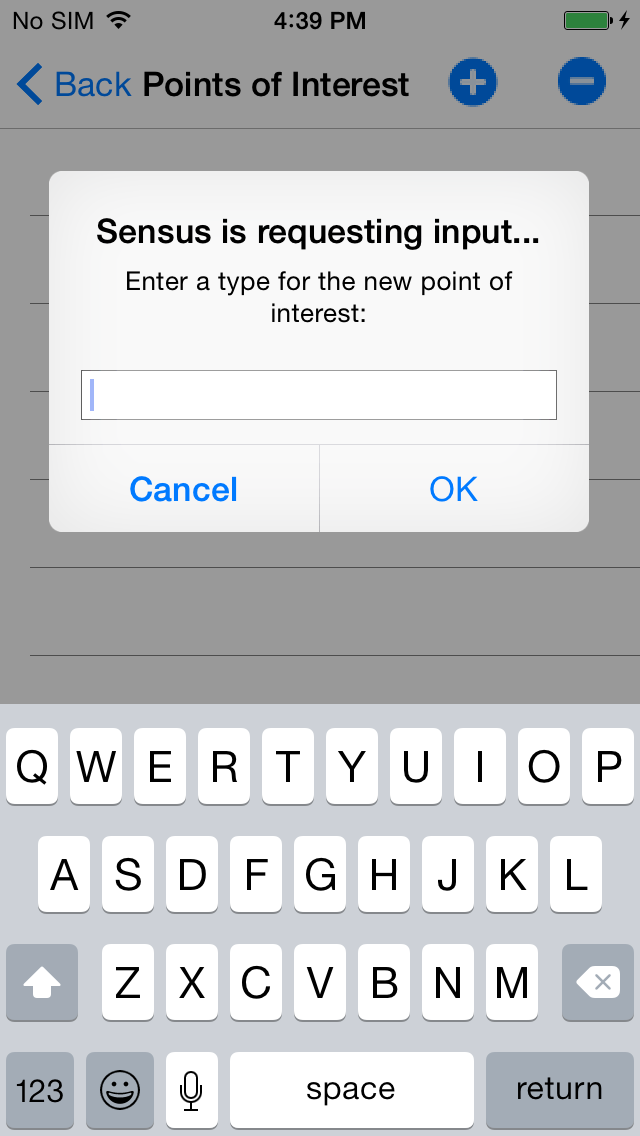 No SIM 4:39 PM
Back Points of Interest
Sensus is requesting input...
Enter a type for the new point of
interest:
Cancel OK
Q W E R T Y U I O P
A S D F G H J K L
Z X C V B N M
123 space return